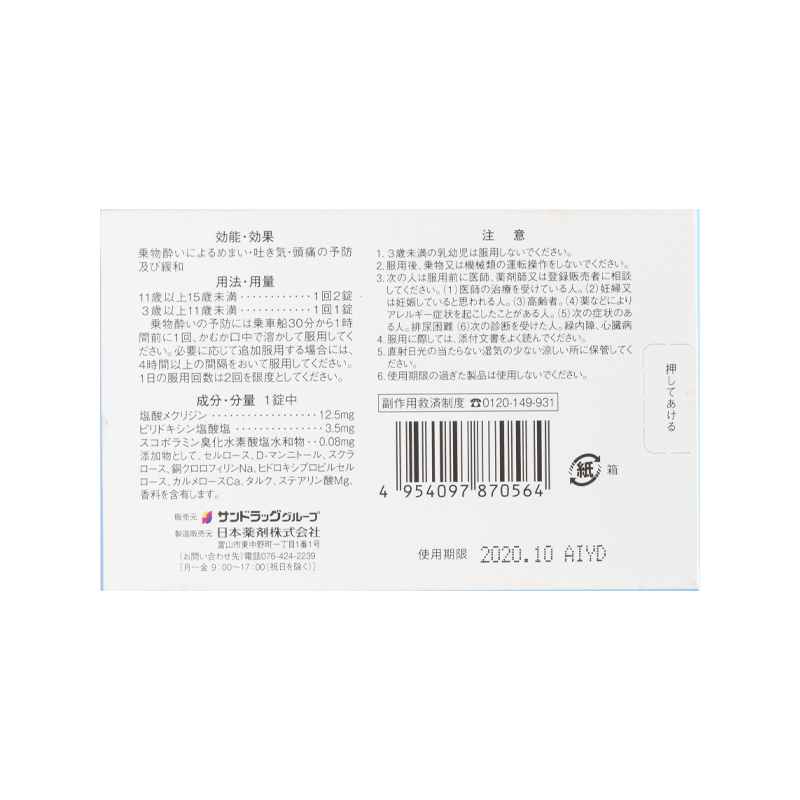 効能・効果
乗物酔いによるめまい・吐き気・頭痛の予防
及び緩和
用法・用量
11歳以上15歳未満・・・・・・・・・・・・1回2錠
3歳以上11歳未満・・・・・・・・・・・・1回1錠
乗物酔いの予防には乗車船30分から1時
間前に1回、かむか口中で溶かして服用してく
ださい。必要に応じて追加服用する場合には、
4時間以上の間隔をおいて服用してください。
1日の服用回数は2回を限度としてください。
成分・分量 1錠中
塩酸メクリジン・・・・・・・・・・・・・・・・・・12.5mg
ピリドキシン塩酸塩・・・・・・・・・・・・・・・3.5mg
スコポラミン臭化水素酸塩水和物・・0.08mg
添加物として、セルロース、D-マンニトール、スクラ
ロース、銅クロロフィリンNa、ヒドロキシプロピルセル
ロース、カルメロースCa、タルク、ステアリン酸Mg、
香料を含有します。
販売元 サンドラッググループ
製造販売元 日本薬剤株式会社
富山市東中野町一丁目1番1号
(お問い合わせ先)電話076-424-2239
[月〜金 9:00〜17:00(祝日を除く)]
注意
1. 3歳未満の乳幼児は服用しないでください。
2. 服用後、乗物又は機械類の運転操作をしないでください。
3. 次の人は服用前に医師、薬剤師又は登録販売者に相談
してください。(1)医師の治療を受けている人。(2)妊婦又
は妊娠していると思われる人。(3)高齢者。(4)薬などにより
アレルギー症状を起こしたことがある人。(5)次の症状のあ
る人。排尿困難 (6)次の診断を受けた人。緑内障、心臓病
4. 服用に際しては、添付文書をよく読んでください。
5. 直射日光の当たらない湿気の少ない涼しい所に保管してく
ださい。
6. 使用期限の過ぎた製品は使用しないでください。
副作用救済制度 ☎0120-149-931
4 954097 870564
紙 箱
使用期限 2020.10 AIYD
押してあける